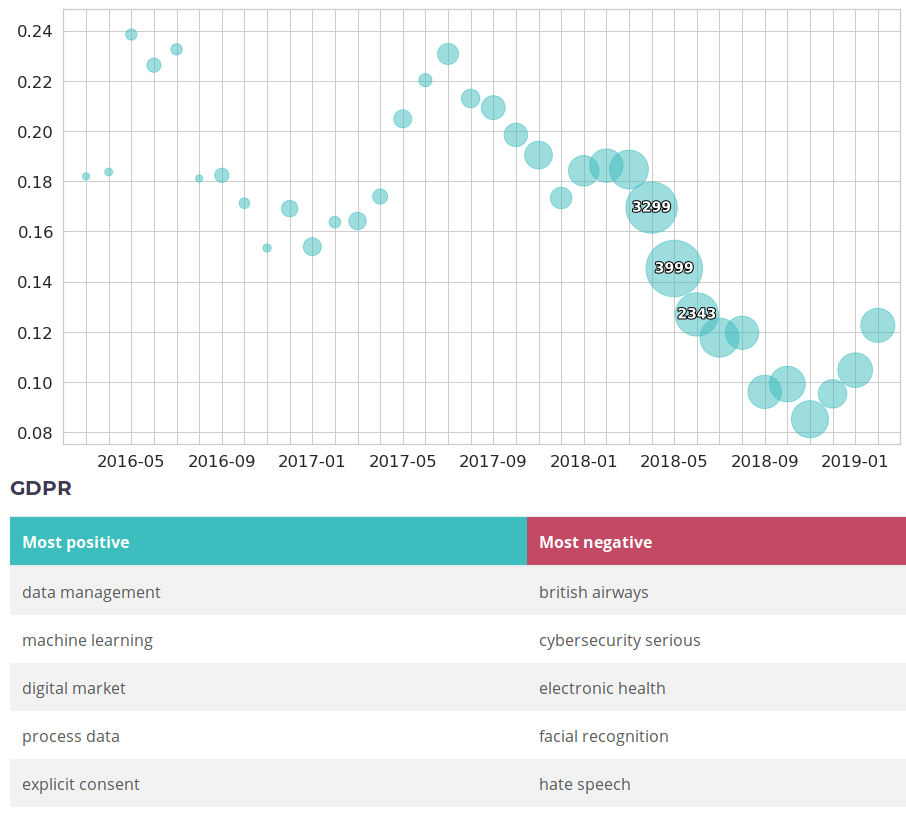 0.24
0.22
0.20
0.18
0.16
0.14
0.12
0.10
0.08
3299
3999
2343
2016-05 2016-09 2017-01 2017-05 2017-09 2018-01 2018-05 2018-09 2019-01
GDPR
Most positive Most negative
data management british airways
machine learning cybersecurity serious
digital market electronic health
process data facial recognition
explicit consent hate speech